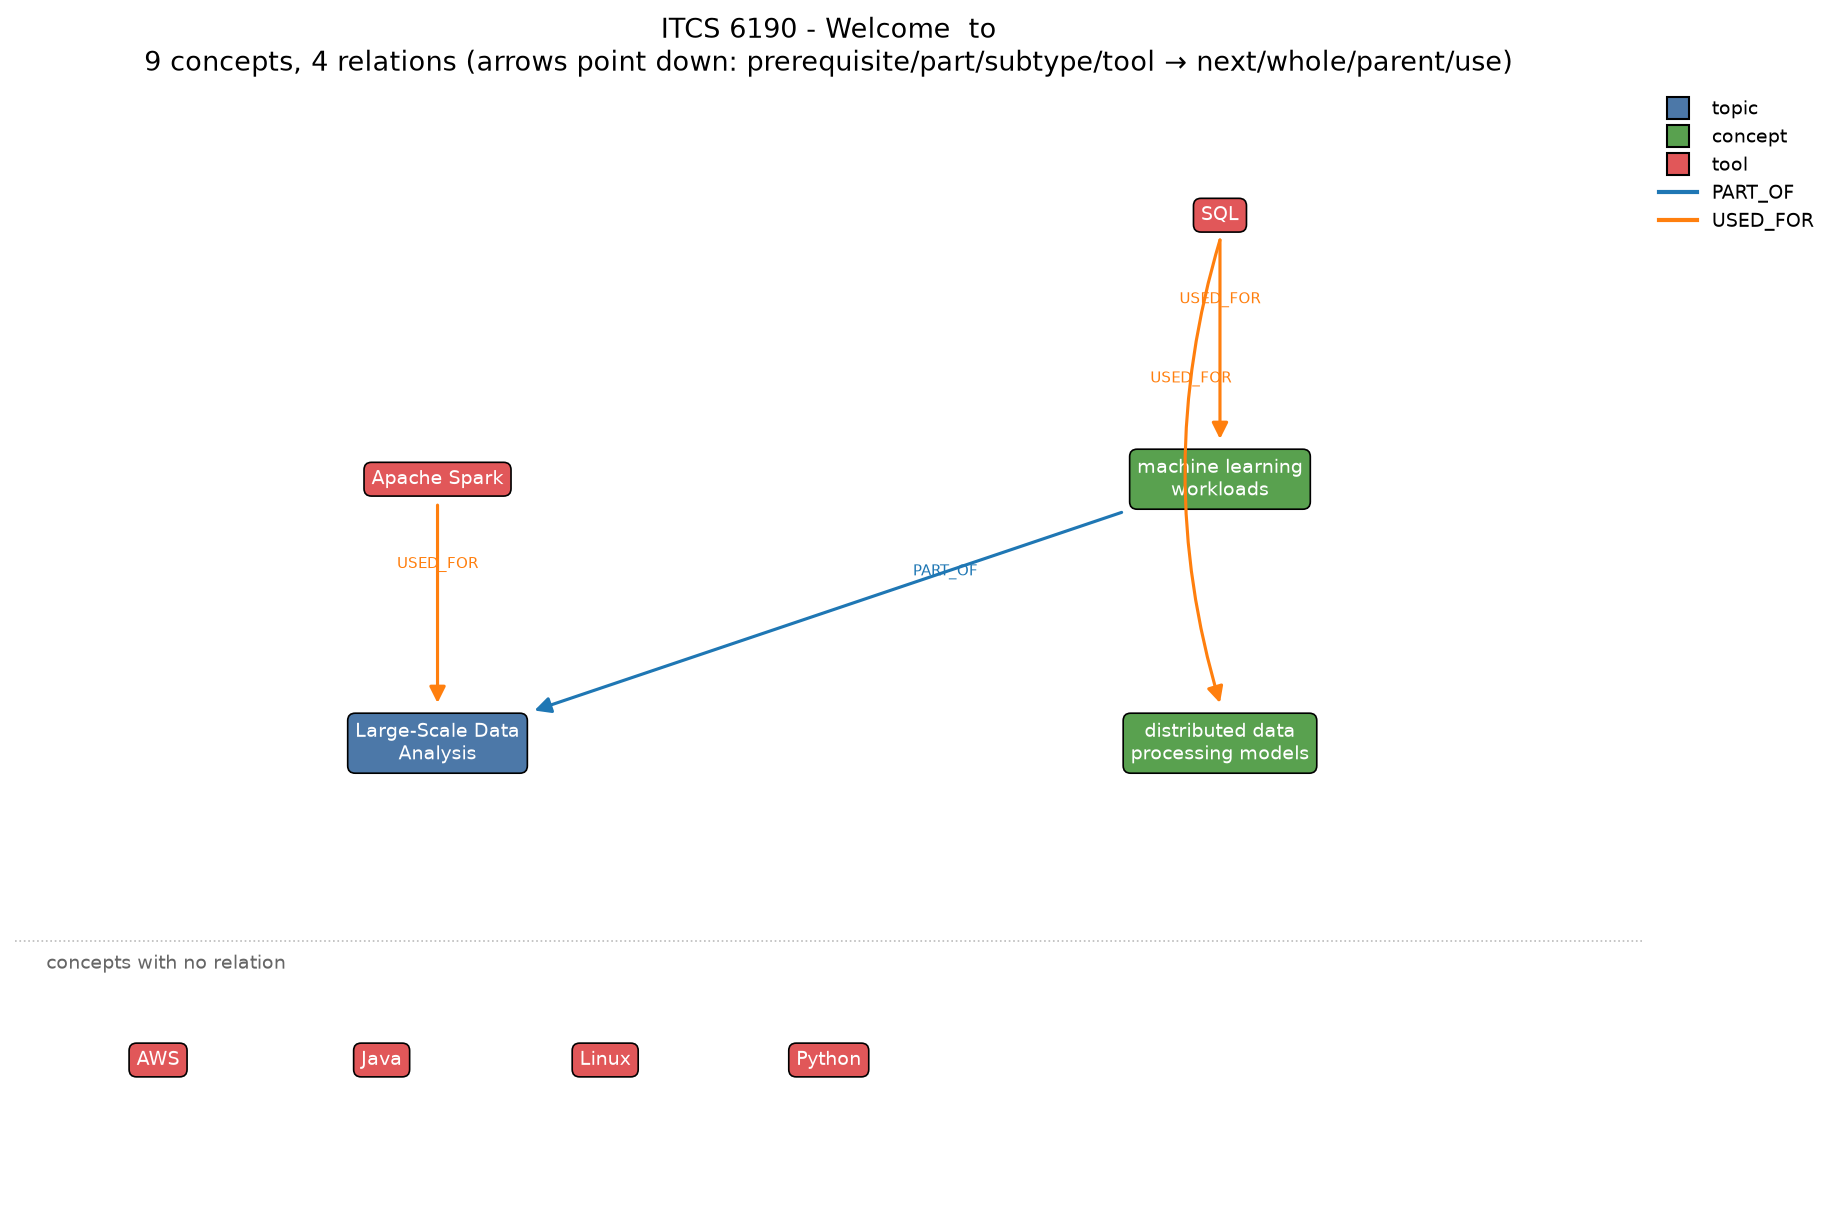 ITCS 6190 - Welcome  to
9 concepts, 4 relations (arrows point down: prerequisite/part/subtype/tool → next/whole/parent/use)
topic
concept
tool
PART_OF
USED_FOR
SQL
USED_FOR
USED_FOR
Apache Spark
machine learning
workloads
USED_FOR
PART_OF
Large-Scale Data
Analysis
distributed data
processing models
concepts with no relation
AWS
Java
Linux
Python